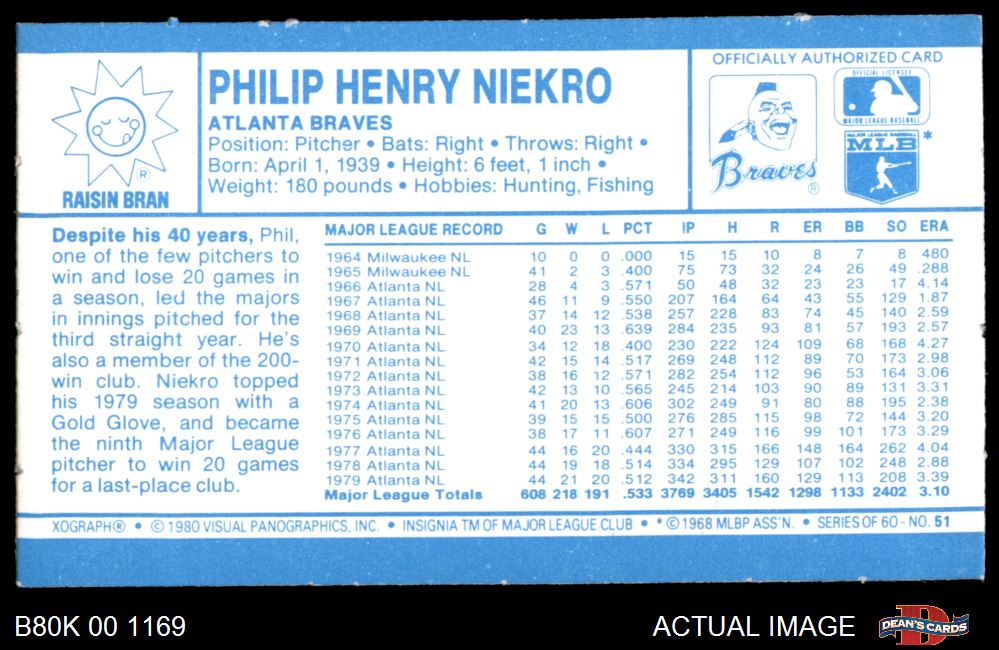 RAISIN BRAN
®
PHILIP HENRY NIEKRO
ATLANTA BRAVES
Position: Pitcher • Bats: Right • Throws: Right •
Born: April 1, 1939 • Height: 6 feet, 1 inch •
Weight: 180 pounds • Hobbies: Hunting, Fishing
OFFICIALLY AUTHORIZED CARD
Braves ®
OFFICIAL LICENSEE
MAJOR LEAGUE BASEBALL
MAJOR LEAGUE BASEBALL
MLB *
Despite his 40 years, Phil,
one of the few pitchers to
win and lose 20 games in
a season, led the majors
in innings pitched for the
third straight year. He's
also a member of the 200-
win club. Niekro topped
his 1979 season with a
Gold Glove, and became
the ninth Major League
pitcher to win 20 games
for a last-place club.
MAJOR LEAGUE RECORD G W L PCT IP H R ER BB SO ERA
1964 Milwaukee NL 10 0 0 .000 15 15 10 8 7 8 480
1965 Milwaukee NL 41 2 3 .400 75 73 32 24 26 49 .288
1966 Atlanta NL 28 4 3 .571 50 48 32 23 23 17 4.14
1967 Atlanta NL 46 11 9 .550 207 164 64 43 55 129 1.87
1968 Atlanta NL 37 14 12 .538 257 228 83 74 45 140 2.59
1969 Atlanta NL 40 23 13 .639 284 235 93 81 57 193 2.57
1970 Atlanta NL 34 12 18 .400 230 222 124 109 68 168 4.27
1971 Atlanta NL 42 15 14 .517 269 248 112 89 70 173 2.98
1972 Atlanta NL 38 16 12 .571 282 254 112 96 53 164 3.06
1973 Atlanta NL 42 13 10 .565 245 214 103 90 89 131 3.31
1974 Atlanta NL 41 20 13 .606 302 249 91 80 88 195 2.38
1975 Atlanta NL 39 15 15 .500 276 285 115 98 72 144 3.20
1976 Atlanta NL 38 17 11 .607 271 249 116 99 101 173 3.29
1977 Atlanta NL 44 16 20 .444 330 315 166 148 164 262 4.04
1978 Atlanta NL 44 19 18 .514 334 295 129 107 102 248 2.88
1979 Atlanta NL 44 21 20 .512 342 311 160 129 113 208 3.39
Major League Totals 608 218 191 .533 3769 3405 1542 1298 1133 2402 3.10
XOGRAPH® • © 1980 VISUAL PANOGRAPHICS, INC. • INSIGNIA TM OF MAJOR LEAGUE CLUB • * © 1968 MLBP ASS'N. • SERIES OF 60 - NO. 51
B80K 00 1169
ACTUAL IMAGE
DEAN'S CARDS